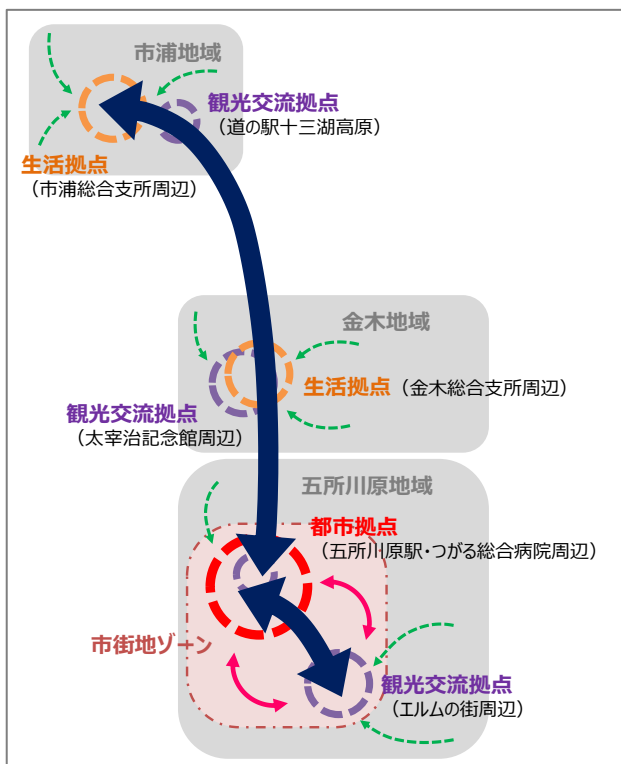 市浦地域
観光交流拠点
（道の駅十三湖高原）
生活拠点
（市浦総合支所周辺）
金木地域
生活拠点（金木総合支所周辺）
観光交流拠点
（太宰治記念館周辺）
五所川原地域
都市拠点
（五所川原駅・つがる総合病院周辺）
市街地ゾーン
観光交流拠点
（エルムの街周辺）